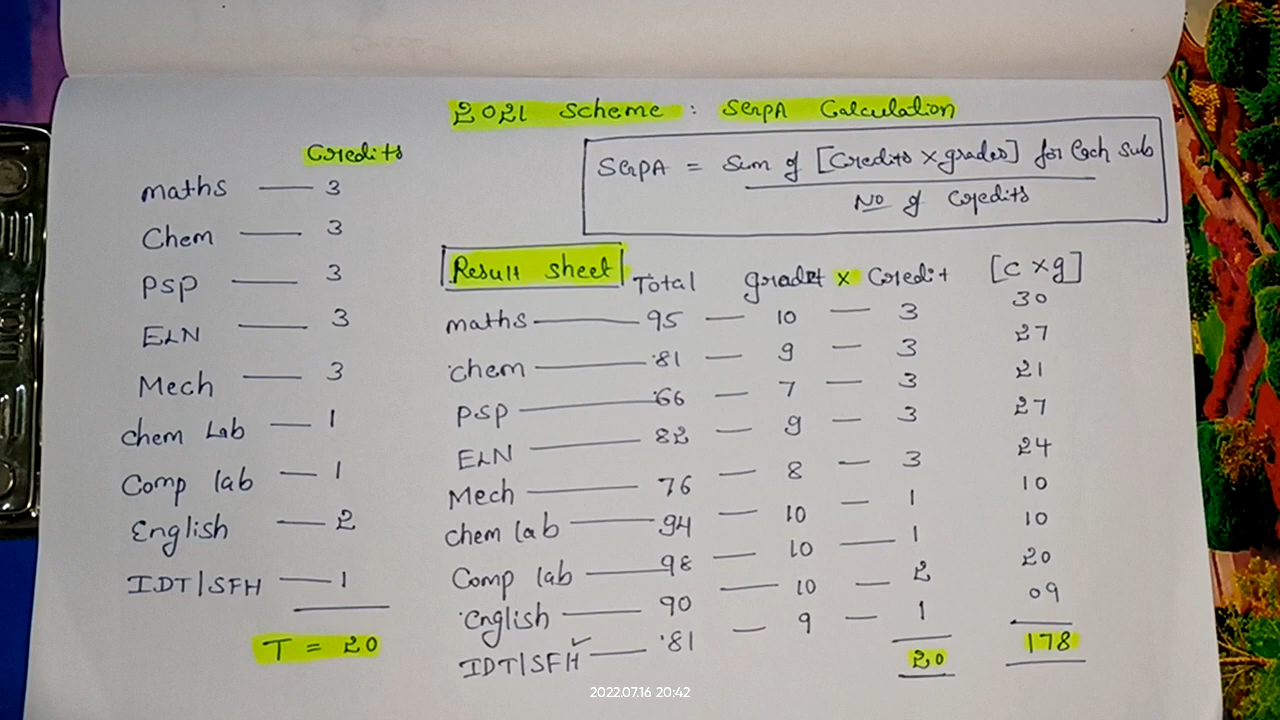 2021 Scheme : SGPA Calculation
Credits
maths — 3
Chem — 3
PSP — 3
ELN — 3
Mech — 3
chem Lab — 1
Comp lab — 1
English — 2
IDT/SFH — 1
T = 20
SGPA = Sum of [Credits x grades] for Each sub
No of Credits
Result sheet
Total grade x Credit [c x g]
maths — 95 — 10 — 3 30
chem — 81 — 9 — 3 27
PSP — 66 — 7 — 3 21
ELN — 82 — 9 — 3 27
Mech — 76 — 8 — 3 24
chem lab — 94 — 10 — 1 10
Comp lab — 98 — 10 — 1 10
English — 90 — 10 — 2 20
IDT/SFH — 81 — 9 — 1 09
20 178
2022.07.16 20:42